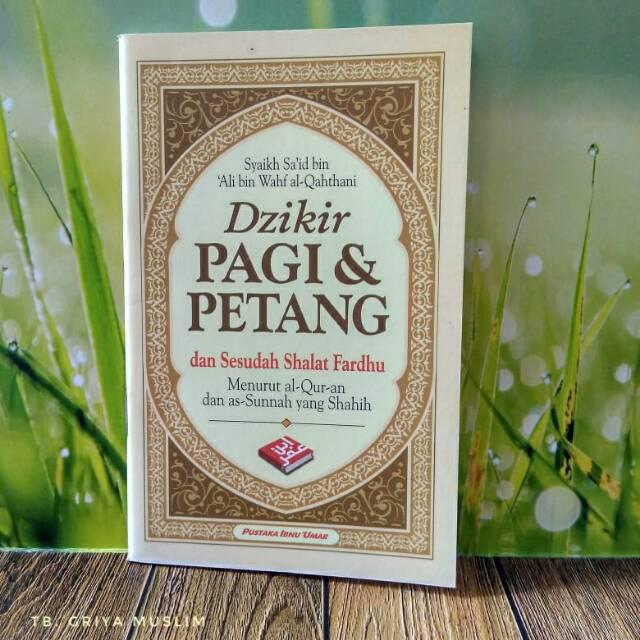 Syaikh Sa'id bin
'Ali bin Wahf al-Qahthani
Dzikir
PAGI &
PETANG
dan Sesudah Shalat Fardhu
Menurut al-Qur-an
dan as-Sunnah yang Shahih
PUSTAKA IBNU 'UMAR
TB. GRIYA MUSLIM